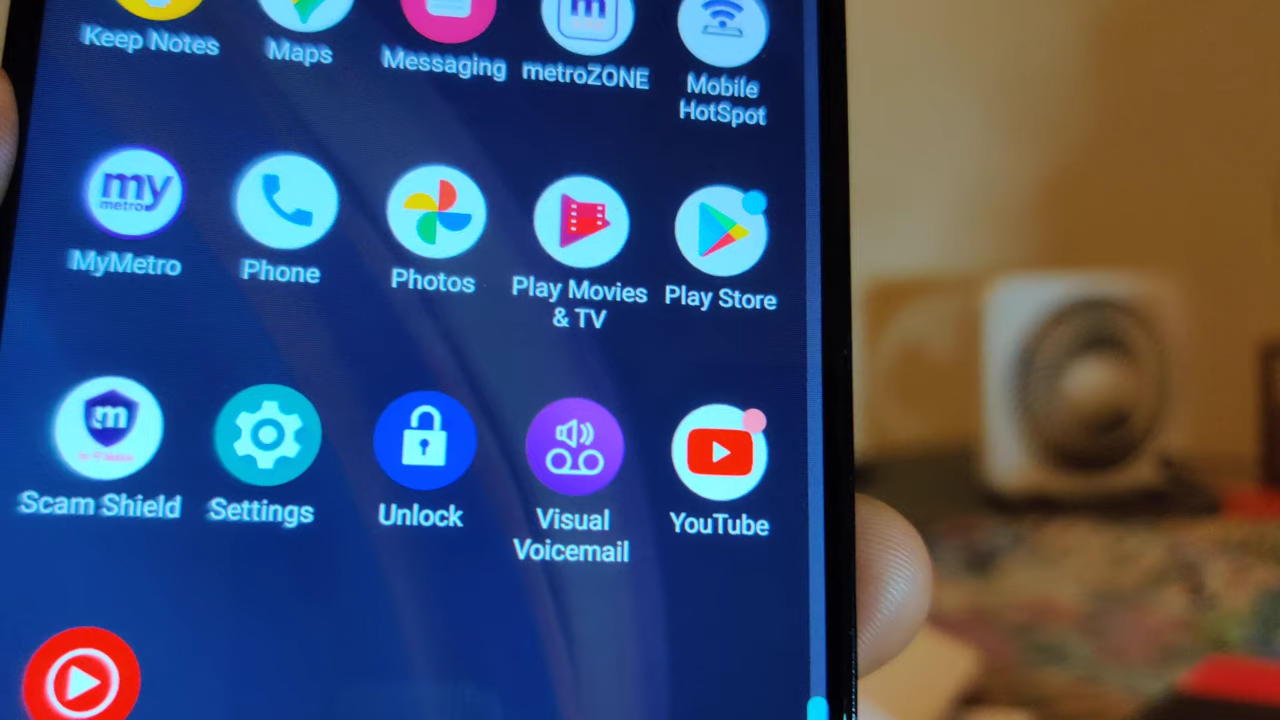 Keep Notes
Maps
Messaging
m
metroZONE
Mobile
HotSpot
my
metro
MyMetro
Phone
Photos
Play Movies
& TV
Play Store
m
Scam Shield
Settings
Unlock
Visual
Voicemail
YouTube